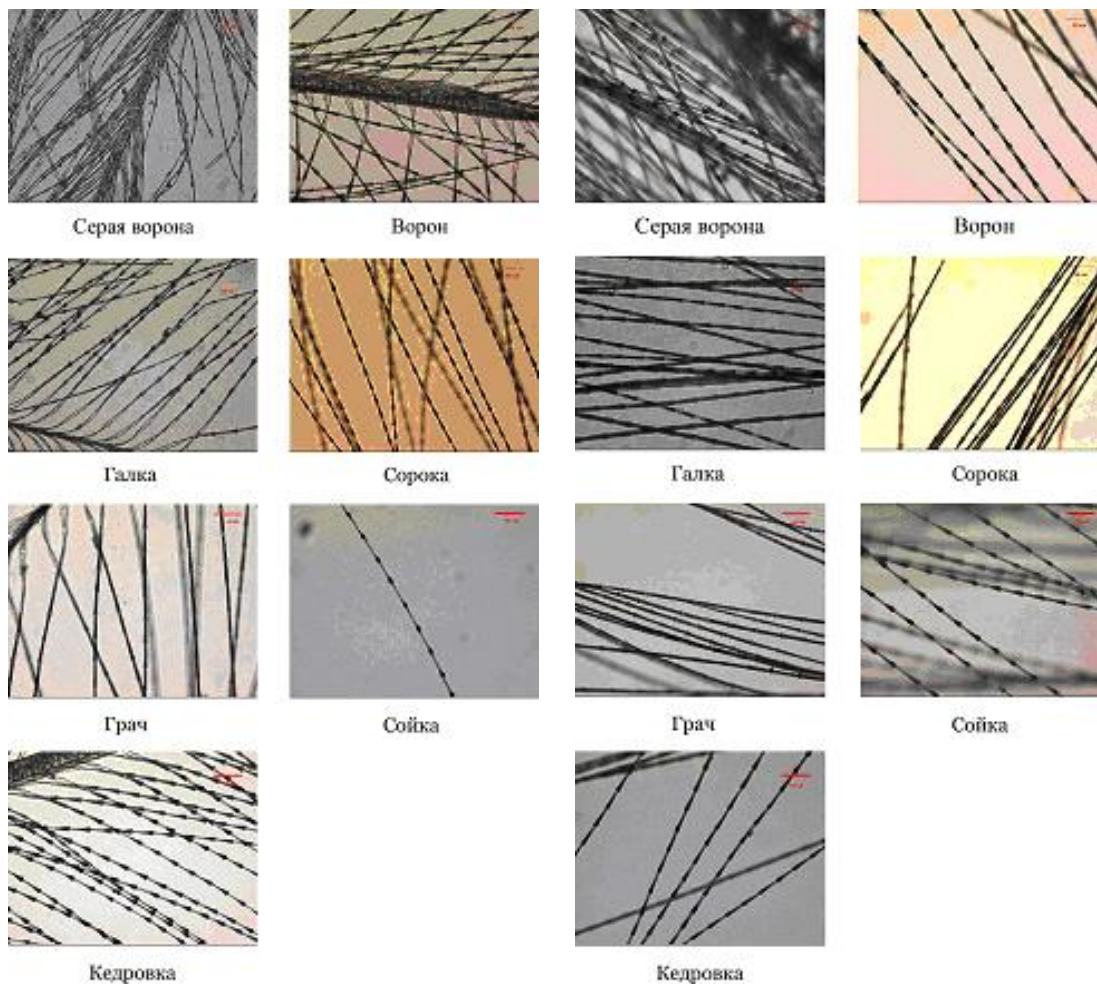 Серая ворона Ворон Серая ворона Ворон
Галка Сорока Галка Сорока
Грач Сойка Грач Сойка
Кедровка Кедровка